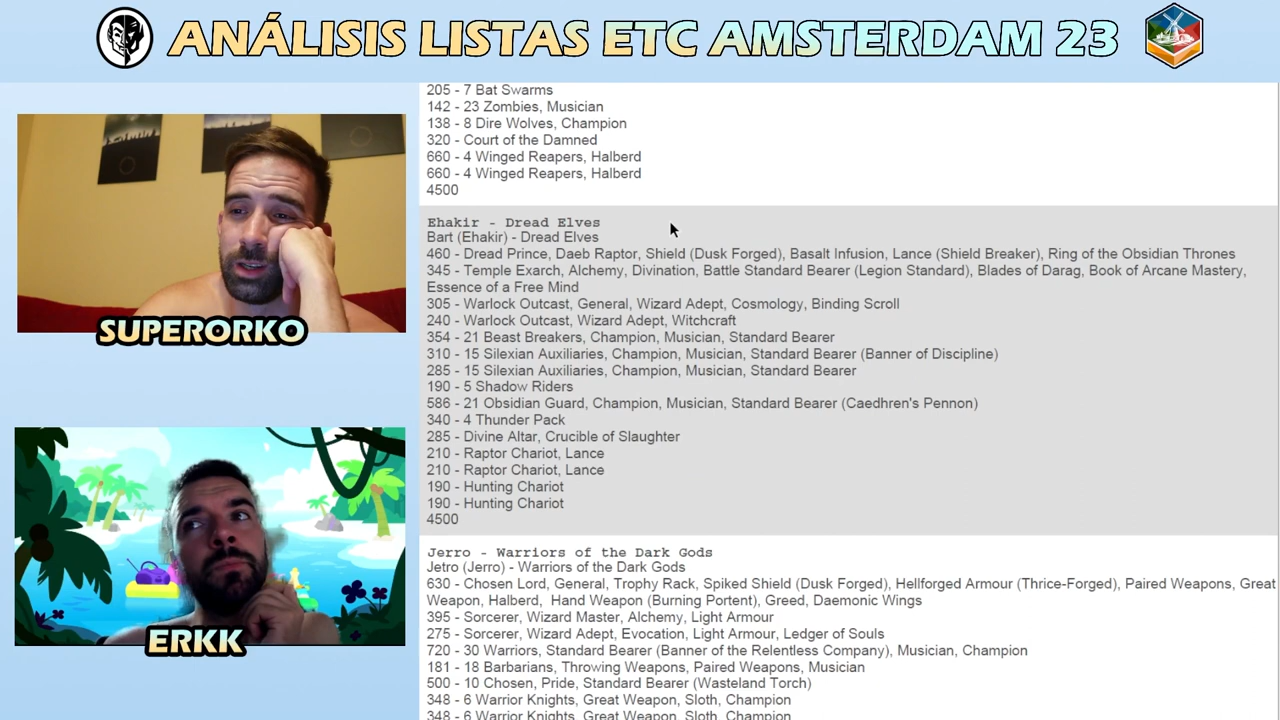 ANÁLISIS LISTAS ETC AMSTERDAM 23
205 - 7 Bat Swarms
142 - 23 Zombies, Musician
138 - 8 Dire Wolves, Champion
320 - Court of the Damned
660 - 4 Winged Reapers, Halberd
660 - 4 Winged Reapers, Halberd
4500
Ehakir - Dread Elves
Bart (Ehakir) - Dread Elves
460 - Dread Prince, Daeb Raptor, Shield (Dusk Forged), Basalt Infusion, Lance (Shield Breaker), Ring of the Obsidian Thrones
345 - Temple Exarch, Alchemy, Divination, Battle Standard Bearer (Legion Standard), Blades of Darag, Book of Arcane Mastery,
Essence of a Free Mind
305 - Warlock Outcast, General, Wizard Adept, Cosmology, Binding Scroll
240 - Warlock Outcast, Wizard Adept, Witchcraft
354 - 21 Beast Breakers, Champion, Musician, Standard Bearer
310 - 15 Silexian Auxiliaries, Champion, Musician, Standard Bearer (Banner of Discipline)
285 - 15 Silexian Auxiliaries, Champion, Musician, Standard Bearer
190 - 5 Shadow Riders
586 - 21 Obsidian Guard, Champion, Musician, Standard Bearer (Caedhren's Pennon)
340 - 4 Thunder Pack
285 - Divine Altar, Crucible of Slaughter
210 - Raptor Chariot, Lance
210 - Raptor Chariot, Lance
190 - Hunting Chariot
190 - Hunting Chariot
4500
Jerro - Warriors of the Dark Gods
Jetro (Jerro) - Warriors of the Dark Gods
630 - Chosen Lord, General, Trophy Rack, Spiked Shield (Dusk Forged), Hellforged Armour (Thrice-Forged), Paired Weapons, Great
Weapon, Halberd,  Hand Weapon (Burning Portent), Greed, Daemonic Wings
395 - Sorcerer, Wizard Master, Alchemy, Light Armour
275 - Sorcerer, Wizard Adept, Evocation, Light Armour, Ledger of Souls
720 - 30 Warriors, Standard Bearer (Banner of the Relentless Company), Musician, Champion
181 - 18 Barbarians, Throwing Weapons, Paired Weapons, Musician
500 - 10 Chosen, Pride, Standard Bearer (Wasteland Torch)
348 - 6 Warrior Knights, Great Weapon, Sloth, Champion
348 - 6 Warrior Knights, Great Weapon, Sloth, Champion
SUPERORKO
ERKK